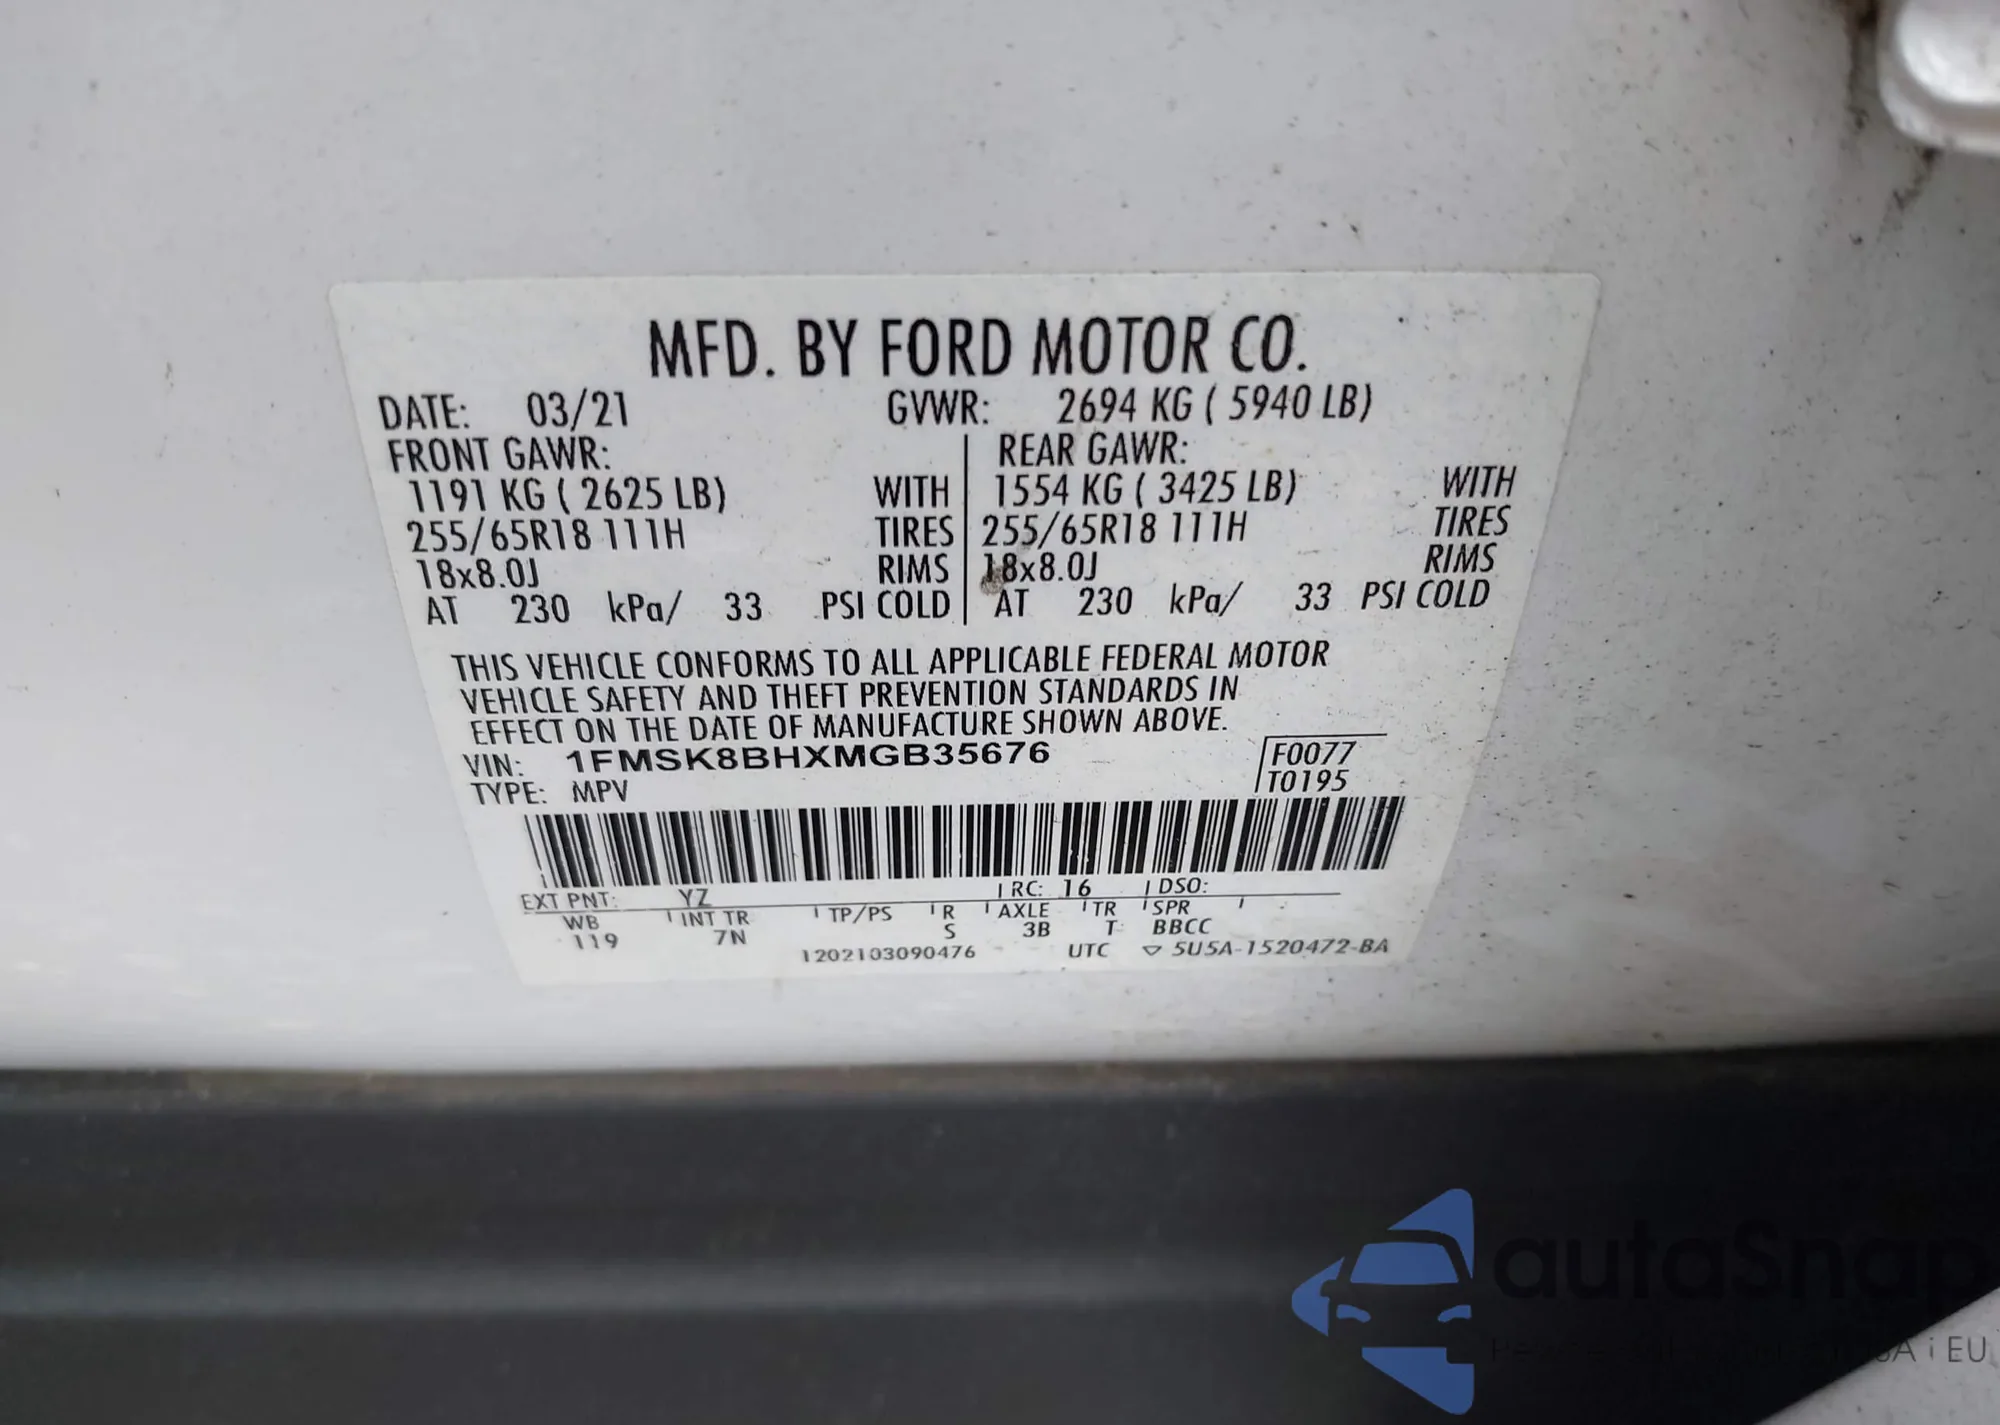 MFD. BY FORD MOTOR CO.
DATE: 03/21 GVWR: 2694 KG ( 5940 LB)
FRONT GAWR: REAR GAWR:
1191 KG ( 2625 LB) WITH 1554 KG ( 3425 LB) WITH
255/65R18 111H TIRES 255/65R18 111H TIRES
18x8.0J RIMS 18x8.0J RIMS
AT 230 kPa/ 33 PSI COLD AT 230 kPa/ 33 PSI COLD
THIS VEHICLE CONFORMS TO ALL APPLICABLE FEDERAL MOTOR
VEHICLE SAFETY AND THEFT PREVENTION STANDARDS IN
EFFECT ON THE DATE OF MANUFACTURE SHOWN ABOVE.
VIN: 1FMSK8BHXMGB35676 F0077
TYPE: MPV T0195
EXT PNT: YZ RC: 16 DSO:
WB INT TR TP/PS R AXLE TR SPR
119 7N S 3B T BBCC
1202103090476 UTC 5U5A-1520472-BA
autaSnap
i EU